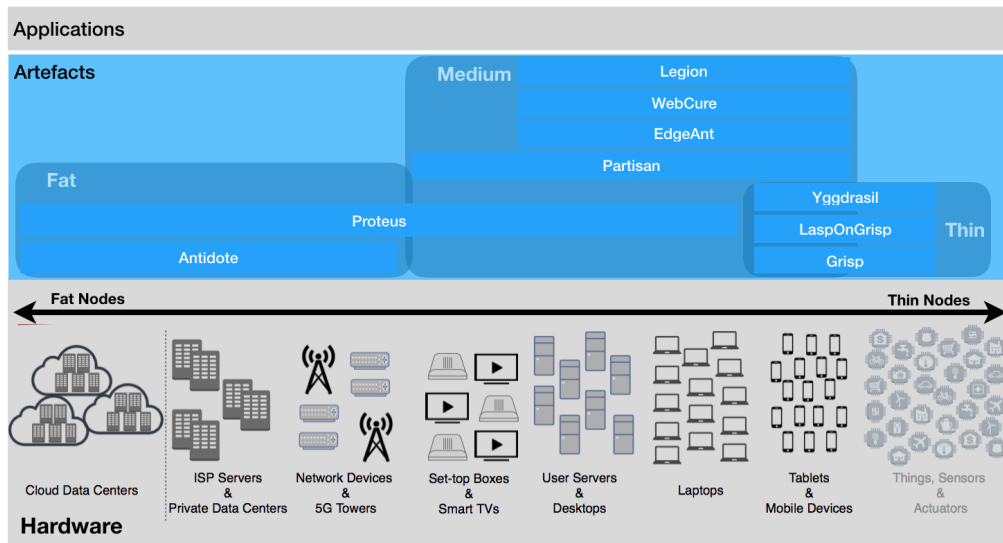 Applications
Artefacts
Medium
Legion
WebCure
EdgeAnt
Partisan
Fat
Yggdrasil
Proteus
LaspOnGrisp
Thin
Antidote
Grisp
Fat Nodes
Thin Nodes
Cloud Data Centers
ISP Servers
&
Private Data Centers
Network Devices
&
5G Towers
Set-top Boxes
&
Smart TVs
User Servers
&
Desktops
Laptops
Tablets
&
Mobile Devices
Things, Sensors
&
Actuators
Hardware